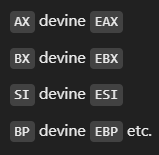 AX devine EAX
BX devine EBX
SI devine ESI
BP devine EBP etc.